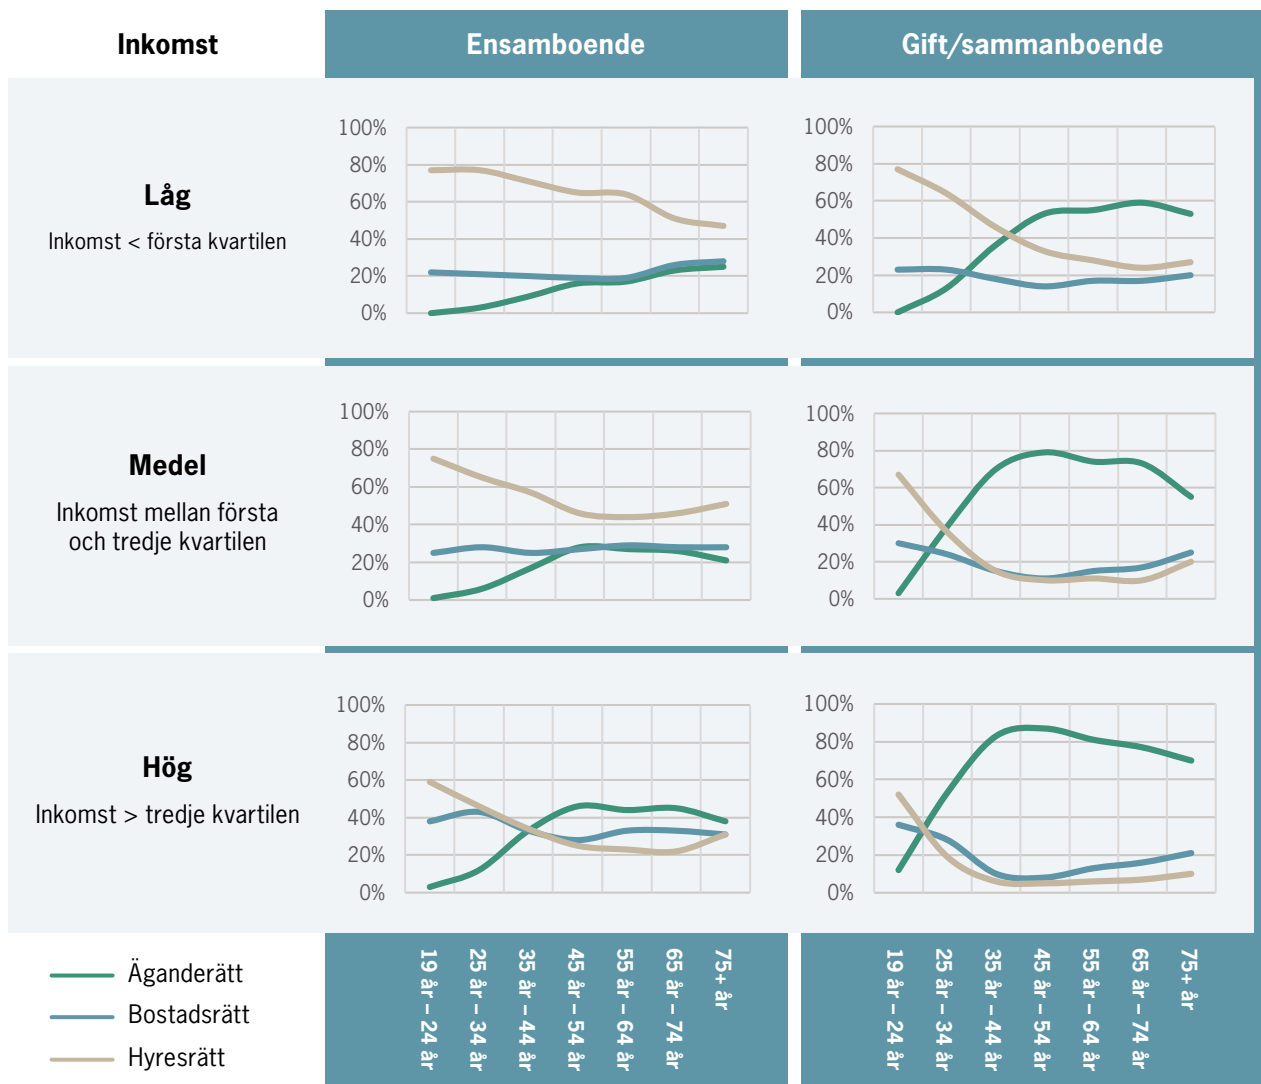 Inkomst
Ensamboende
Gift/sammanboende
Låg
Inkomst < första kvartilen
100%
80%
60%
40%
20%
0%
100%
80%
60%
40%
20%
0%
Medel
Inkomst mellan första
och tredje kvartilen
100%
80%
60%
40%
20%
0%
100%
80%
60%
40%
20%
0%
Hög
Inkomst > tredje kvartilen
100%
80%
60%
40%
20%
0%
100%
80%
60%
40%
20%
0%
Äganderätt
Bostadsrätt
Hyresrätt
19 år – 24 år
25 år – 34 år
35 år – 44 år
45 år – 54 år
55 år – 64 år
65 år – 74 år
75+ år
19 år – 24 år
25 år – 34 år
35 år – 44 år
45 år – 54 år
55 år – 64 år
65 år – 74 år
75+ år